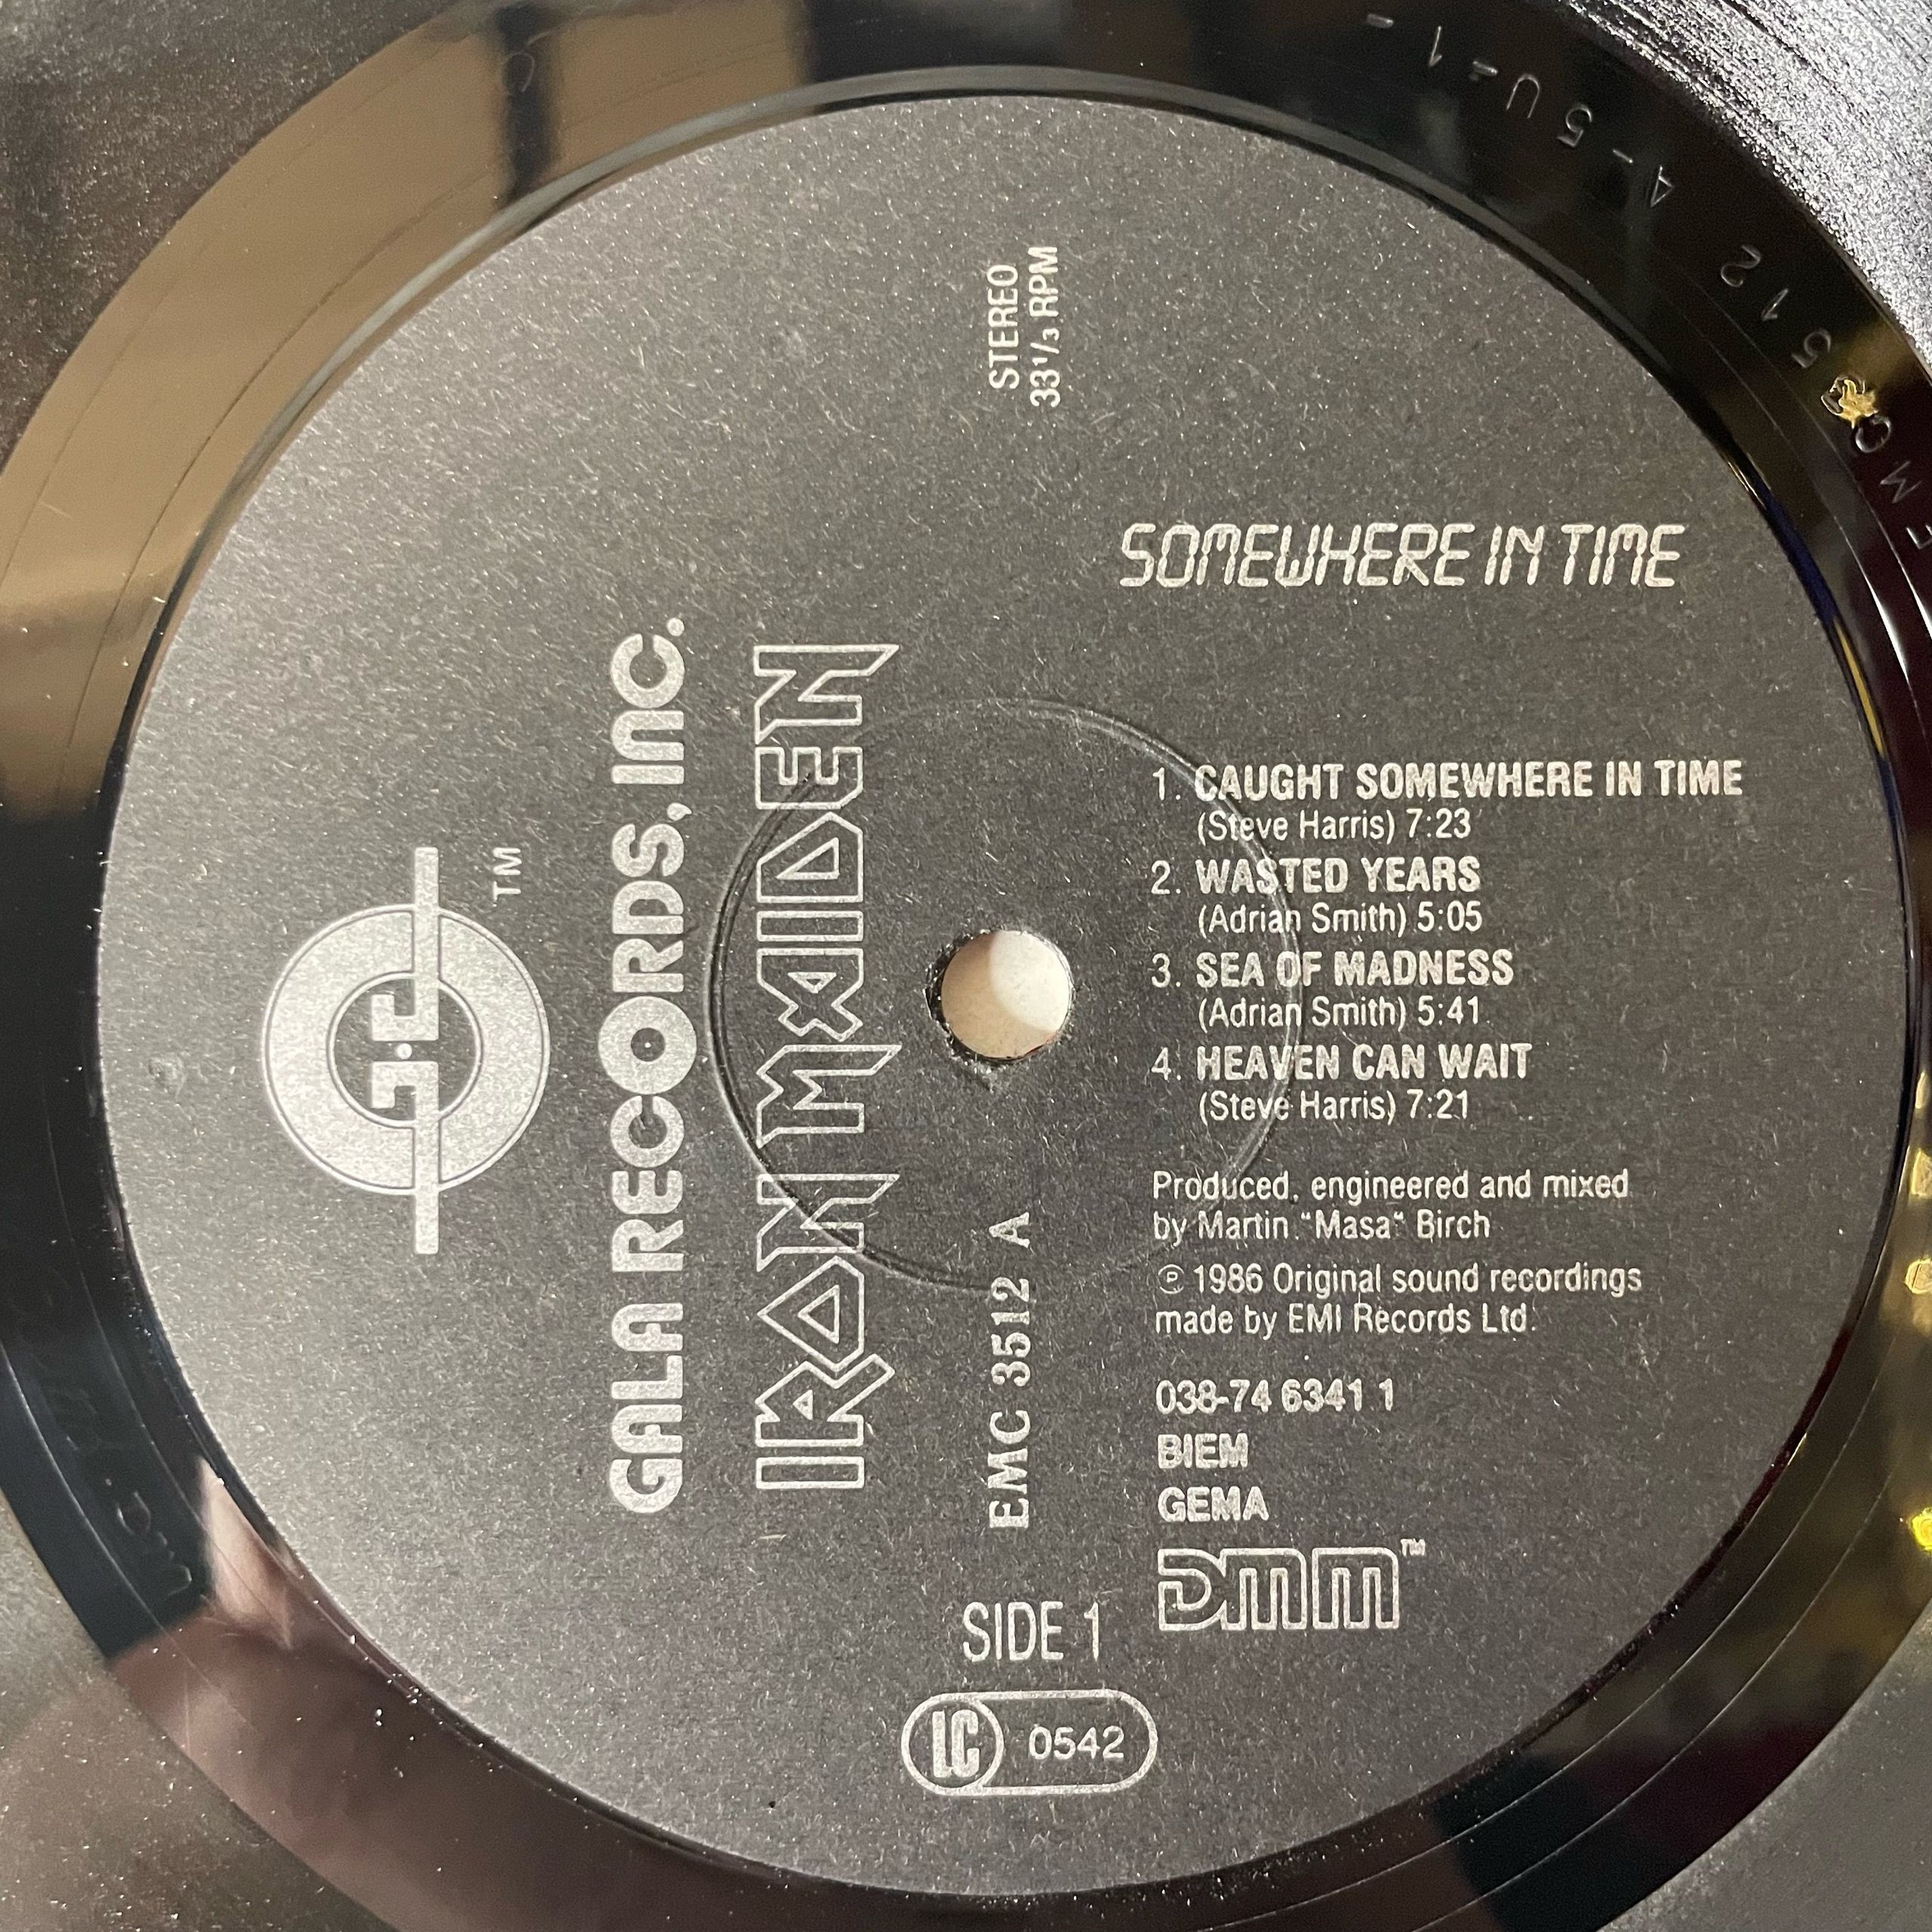 G.C
TM
GALA RECORDS, INC.
IRON MAIDEN
STEREO
33 1/3 RPM
EMC 3512 A
SOMEWHERE IN TIME
1. CAUGHT SOMEWHERE IN TIME
(Steve Harris) 7:23
2. WASTED YEARS
(Adrian Smith) 5:05
3. SEA OF MADNESS
(Adrian Smith) 5:41
4. HEAVEN CAN WAIT
(Steve Harris) 7:21
Produced, engineered and mixed
by Martin "Masa" Birch
℗ 1986 Original sound recordings
made by EMI Records Ltd.
038-74 6341 1
BIEM
GEMA
DMM™
SIDE 1
LC 0542